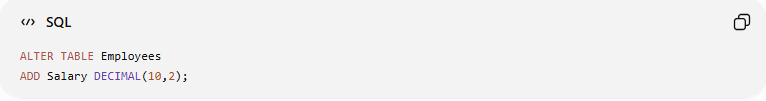 </> SQL
ALTER TABLE Employees
ADD Salary DECIMAL(10,2);